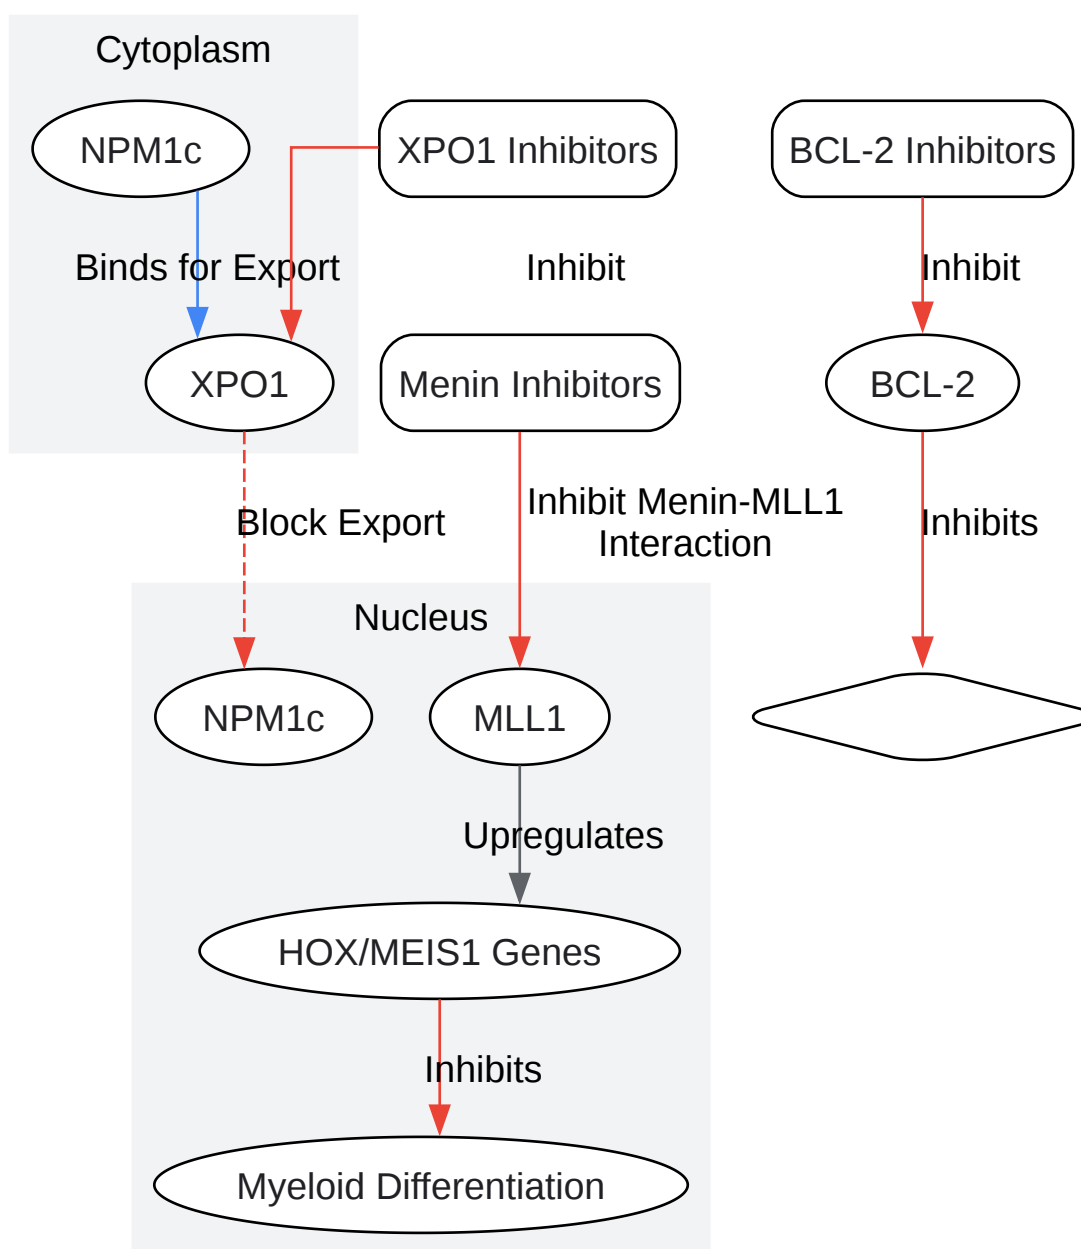 Cytoplasm
NPM1c
XPO1 Inhibitors
BCL-2 Inhibitors
Binds for Export
Inhibit
Inhibit
XPO1
Menin Inhibitors
BCL-2
Block Export
Inhibit Menin-MLL1
Interaction
Inhibits
Nucleus
NPM1c
MLL1
Upregulates
HOX/MEIS1 Genes
Inhibits
Myeloid Differentiation